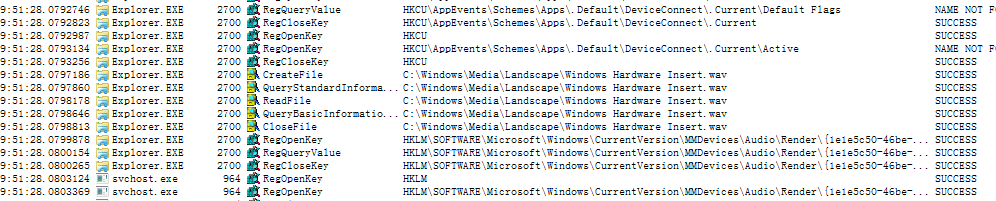 9:51:28.0792746 Explorer.EXE 2700 RegQueryValue HKCU\AppEvents\Schemes\Apps\.Default\DeviceConnect\.Current\Default Flags NAME NOT FO
9:51:28.0792863 Explorer.EXE 2700 RegCloseKey HKCU\AppEvents\Schemes\Apps\.Default\DeviceConnect\.Current SUCCESS
9:51:28.0792987 Explorer.EXE 2700 RegOpenKey HKCU SUCCESS
9:51:28.0793134 Explorer.EXE 2700 RegOpenKey HKCU\AppEvents\Schemes\Apps\.Default\DeviceConnect\.Current\Active NAME NOT FO
9:51:28.0793256 Explorer.EXE 2700 RegCloseKey HKCU SUCCESS
9:51:28.0797186 Explorer.EXE 2700 CreateFile C:\Windows\Media\Landscape\Windows Hardware Insert.wav SUCCESS
9:51:28.0797860 Explorer.EXE 2700 QueryStandardInforma... C:\Windows\Media\Landscape\Windows Hardware Insert.wav SUCCESS
9:51:28.0798178 Explorer.EXE 2700 ReadFile C:\Windows\Media\Landscape\Windows Hardware Insert.wav SUCCESS
9:51:28.0798646 Explorer.EXE 2700 QueryBasicInformatio... C:\Windows\Media\Landscape\Windows Hardware Insert.wav SUCCESS
9:51:28.0798813 Explorer.EXE 2700 CloseFile C:\Windows\Media\Landscape\Windows Hardware Insert.wav SUCCESS
9:51:28.0799878 Explorer.EXE 2700 RegOpenKey HKLM\SOFTWARE\Microsoft\Windows\CurrentVersion\MMDevices\Audio\Render\{1e1e5c50-46be-... SUCCESS
9:51:28.0800154 Explorer.EXE 2700 RegQueryValue HKLM\SOFTWARE\Microsoft\Windows\CurrentVersion\MMDevices\Audio\Render\{1e1e5c50-46be-... SUCCESS
9:51:28.0800265 Explorer.EXE 2700 RegCloseKey HKLM\SOFTWARE\Microsoft\Windows\CurrentVersion\MMDevices\Audio\Render\{1e1e5c50-46be-... SUCCESS
9:51:28.0803124 svchost.exe 964 RegOpenKey HKLM SUCCESS
9:51:28.0803369 svchost.exe 964 RegOpenKey HKLM\SOFTWARE\Microsoft\Windows\CurrentVersion\MMDevices\Audio\Render\{1e1e5c50-46be-... SUCCESS